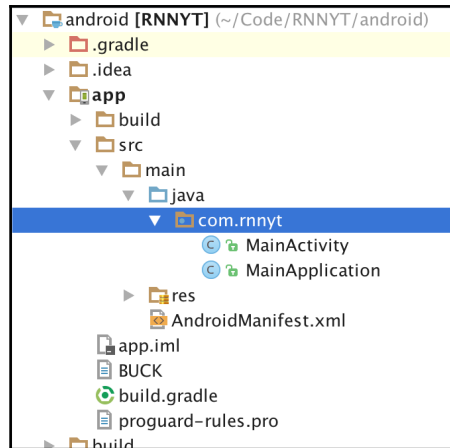 android [RNNYT] (~/Code/RNNYT/android)
.gradle
.idea
app
build
src
main
java
com.rnnyt
C MainActivity
C MainApplication
res
AndroidManifest.xml
app.iml
BUCK
build.gradle
proguard-rules.pro
build